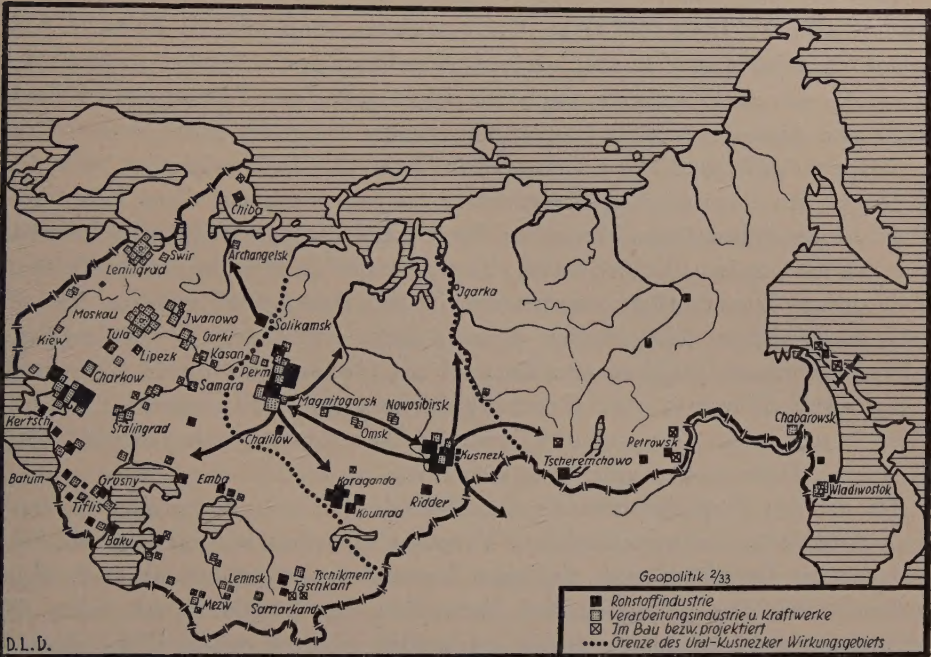 Chiba
Archangelsk
Swir
Leningrad
Jgarka
Moskau
Jwanowo
Solikamsk
Tula
Gorki
Kiew
Lipezk
Kasan
Perm
Charkow
Samara
Magnitogorsk
Nowosibirsk
Kertsch
Stalingrad
Omsk
Chabarowsk
Chalilowo
Kusnezk
Petrowsk
Tscheremchowo
Batum
Grosny
Emba
Karaganda
Ridder
Wladiwostok
Tiflis
Kounrad
Baku
Leninsk
Tschikment
Taschkant
Mezw
Samarkand
Geopolitik 2/33
Rohstoffindustrie
Verarbeitungsindustrie u. Kraftwerke
Jm Bau bezw. projektiert
Grenze des Ural-Kusnezker Wirkungsgebiets
D.L.D.